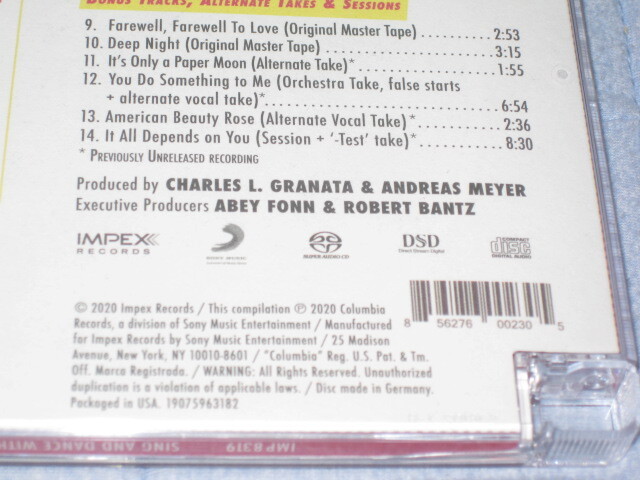 BONUS TRACKS, ALTERNATE TAKES & SESSIONS
9. Farewell, Farewell To Love (Original Master Tape) .......... 2:53
10. Deep Night (Original Master Tape) ...................... 3:15
11. It's Only a Paper Moon (Alternate Take)* ................. 1:55
12. You Do Something to Me (Orchestra Take, false starts
+ alternate vocal take)*.............................. 6:54
13. American Beauty Rose (Alternate Vocal Take) *........... 2:36
14. It All Depends on You (Session + '-Test' take)*........... 8:30
* PREVIOUSLY UNRELEASED RECORDING
Produced by CHARLES L. GRANATA & ANDREAS MEYER
Executive Producers ABEY FONN & ROBERT BANTZ
IMPEX
RECORDS
SONY MUSIC
SUPER AUDIO CD
DSD
Direct Stream Digital
COMPACT
disc
DIGITAL AUDIO
© 2020 Impex Records / This compilation ℗ 2020 Columbia
Records, a division of Sony Music Entertainment / Manufactured
for Impex Records by Sony Music Entertainment / 25 Madison
Avenue, New York, NY 10010-8601 / "Columbia" Reg. U.S. Pat. & Tm.
Off. Marca Registrada. / WARNING: All Rights Reserved. Unauthorized
duplication is a violation of applicable laws. / Disc made in Germany.
Packaged in USA. 19075963182
8 56276 00230 5
IMP 8319
SING AND DANCE WITH